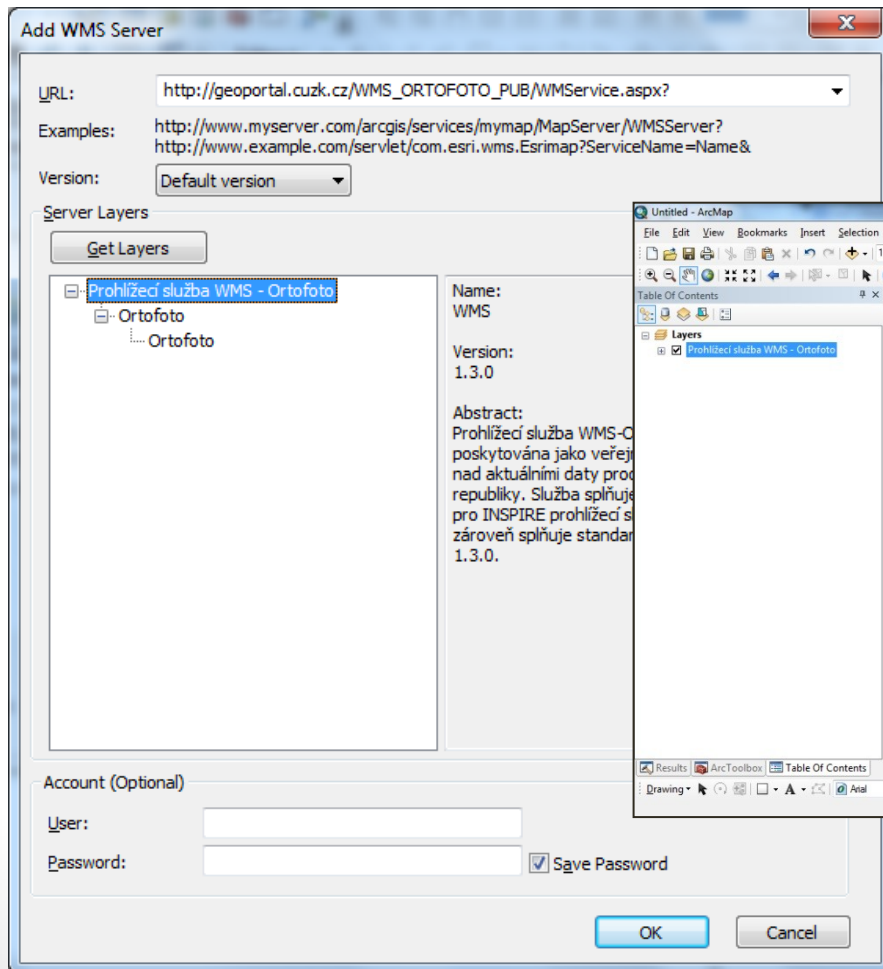 Add WMS Server
URL:
http://geoportal.cuzk.cz/WMS_ORTOFOTO_PUB/WMService.aspx?
Examples:
http://www.myserver.com/arcgis/services/mymap/MapServer/WMSServer?
http://www.example.com/servlet/com.esri.wms.Esrimap?ServiceName=Name&
Version:
Default version
Server Layers
Get Layers
Prohlížecí služba WMS - Ortofoto
Ortofoto
Ortofoto
Name:
WMS
Version:
1.3.0
Abstract:
Prohlížecí služba WMS-O
poskytována jako veřej
nad aktuálními daty proc
republiky. Služba splňuje
pro INSPIRE prohlížecí s
zároveň splňuje standar
1.3.0.
Untitled - ArcMap
File Edit View Bookmarks Insert Selection
Table Of Contents
Layers
Prohlížecí služba WMS - Ortofoto
Results ArcToolbox Table Of Contents
Drawing A Arial
Account (Optional)
User:
Password:
Save Password
OK
Cancel